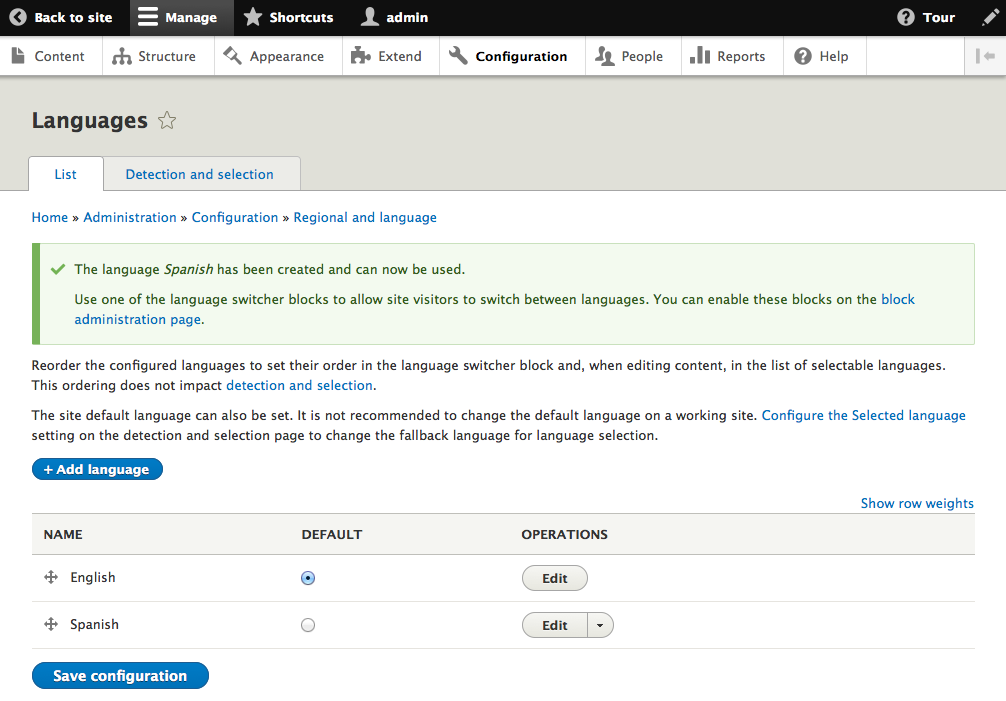 Back to site Manage Shortcuts admin Tour
Content Structure Appearance Extend Configuration People Reports Help
Languages
List Detection and selection
Home » Administration » Configuration » Regional and language
The language Spanish has been created and can now be used.
Use one of the language switcher blocks to allow site visitors to switch between languages. You can enable these blocks on the block
administration page.
Reorder the configured languages to set their order in the language switcher block and, when editing content, in the list of selectable languages.
This ordering does not impact detection and selection.
The site default language can also be set. It is not recommended to change the default language on a working site. Configure the Selected language
setting on the detection and selection page to change the fallback language for language selection.
+ Add language
Show row weights
NAME DEFAULT OPERATIONS
English Edit
Spanish Edit
Save configuration